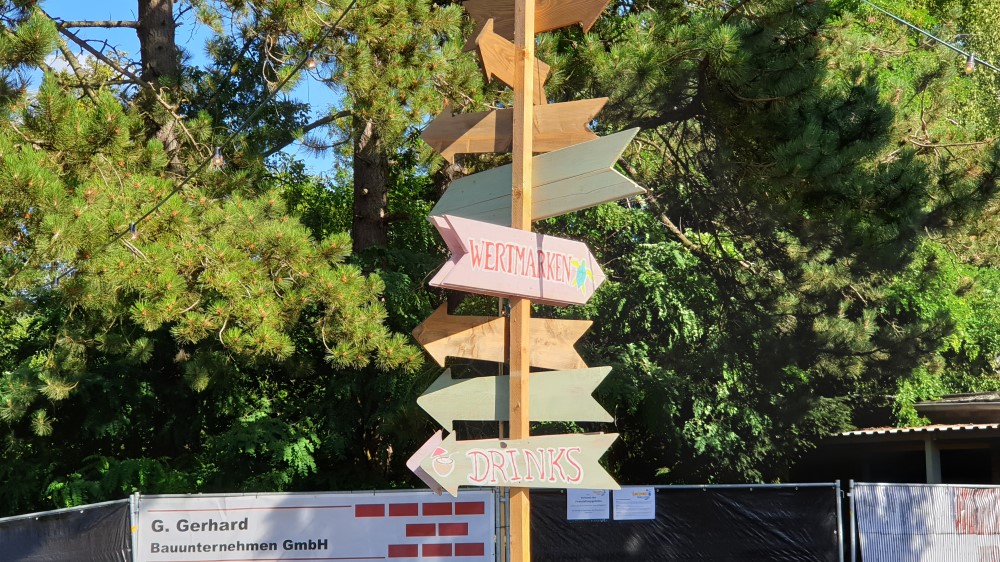 WERTMARKEN
DRINKS
G. Gerhard
Bauunternehmen GmbH